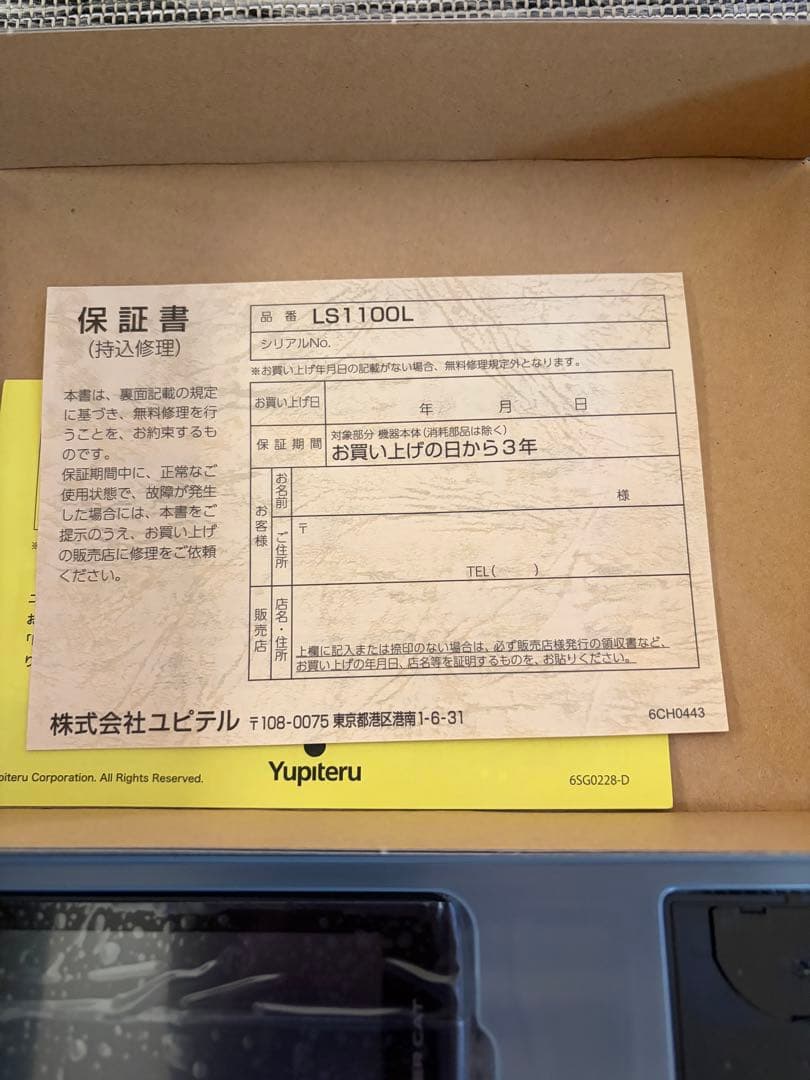 保証書
(持込修理)
本書は、裏面記載の規定
に基づき、無料修理を行
うことを、お約束するも
のです。
保証期間中に、正常なご
使用状態で、故障が発生
した場合には、本書をご
提示のうえ、お買い上げ
の販売店に修理をご依頼
ください。
品番 LS1100L
シリアルNo.
※お買い上げ年月日の記載がない場合、無料修理規定外となります。
お買い上げ日 年 月 日
保証期間 対象部分 機器本体(消耗部品は除く)
お買い上げの日から3年
お客様
お名前 様
ご住所 〒
TEL( )
販売店
店名・住所
上欄に記入または捺印のない場合は、必ず販売店様発行の領収書など、
お買い上げの年月日、店名等を証明するものを、お貼りください。
株式会社ユピテル 〒108-0075 東京都港区港南1-6-31
6CH0443
piteru Corporation. All Rights Reserved.
Yupiteru
6SG0228-D
ER CAT